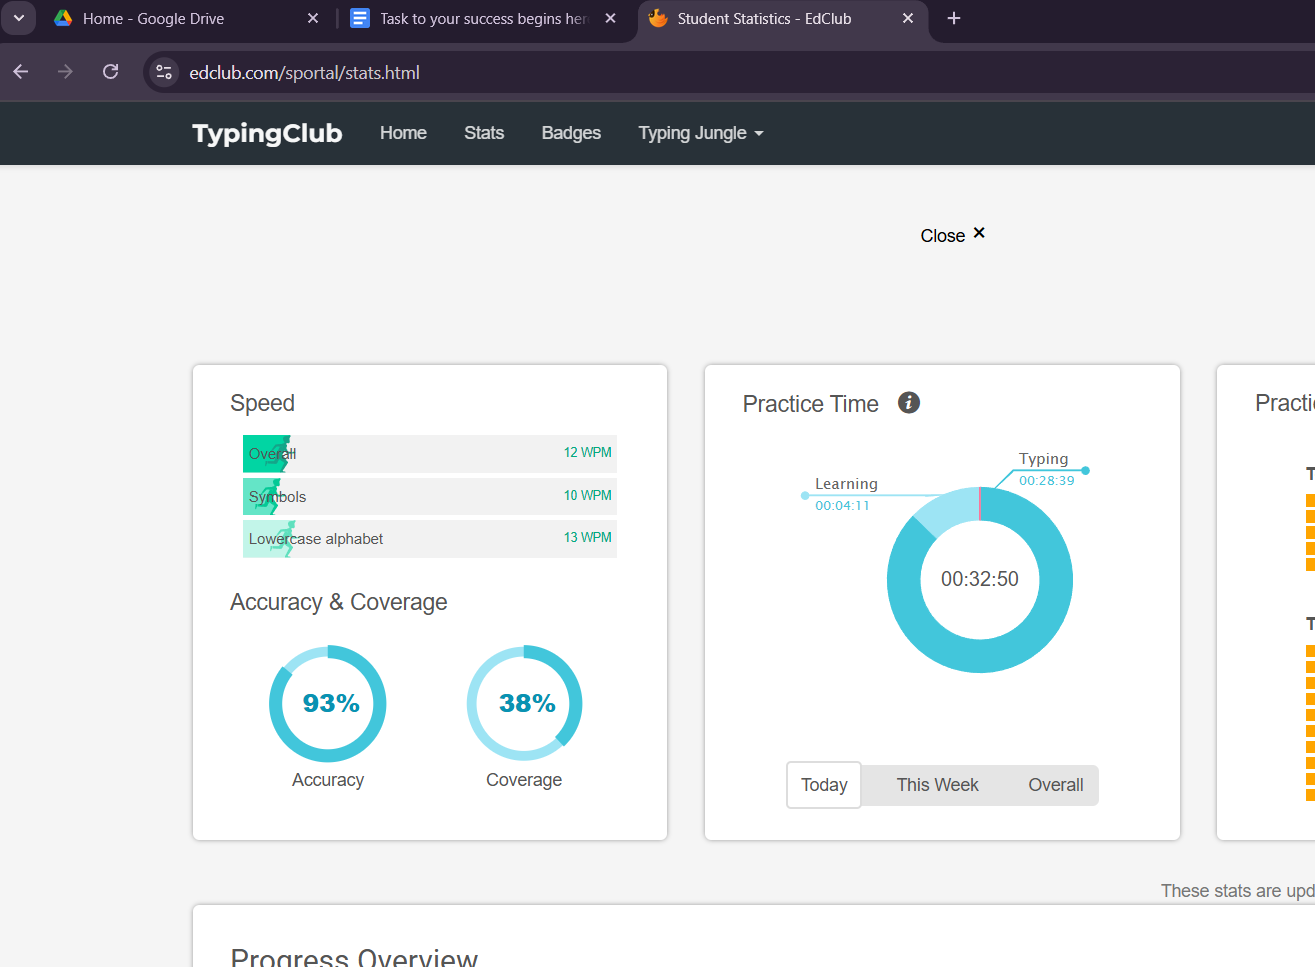 Home - Google Drive
Task to your success begins her
Student Statistics - EdClub
edclub.com/sportal/stats.html
TypingClub
Home
Stats
Badges
Typing Jungle
Close
Speed
Overall
12 WPM
Symbols
10 WPM
Lowercase alphabet
13 WPM
Accuracy & Coverage
93%
38%
Accuracy
Coverage
Practice Time
Typing
00:28:39
Learning
00:04:11
00:32:50
Today
This Week
Overall
Practi
T
T
These stats are upd
Progress Overview